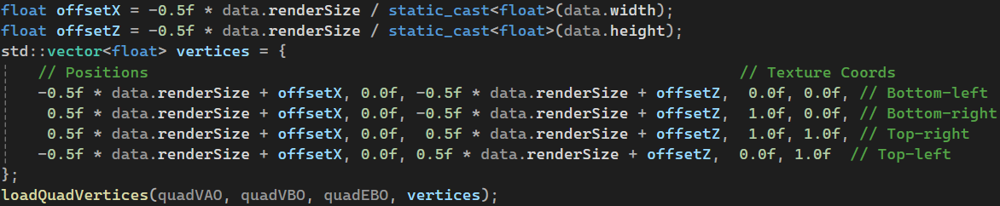 float offsetX = -0.5f * data.renderSize / static_cast<float>(data.width);
float offsetZ = -0.5f * data.renderSize / static_cast<float>(data.height);
std::vector<float> vertices = {
    // Positions                                                          // Texture Coords
    -0.5f * data.renderSize + offsetX, 0.0f, -0.5f * data.renderSize + offsetZ,  0.0f, 0.0f, // Bottom-left
     0.5f * data.renderSize + offsetX, 0.0f, -0.5f * data.renderSize + offsetZ,  1.0f, 0.0f, // Bottom-right
     0.5f * data.renderSize + offsetX, 0.0f,  0.5f * data.renderSize + offsetZ,  1.0f, 1.0f, // Top-right
    -0.5f * data.renderSize + offsetX, 0.0f, 0.5f * data.renderSize + offsetZ,  0.0f, 1.0f  // Top-left
};
loadQuadVertices(quadVAO, quadVBO, quadEBO, vertices);